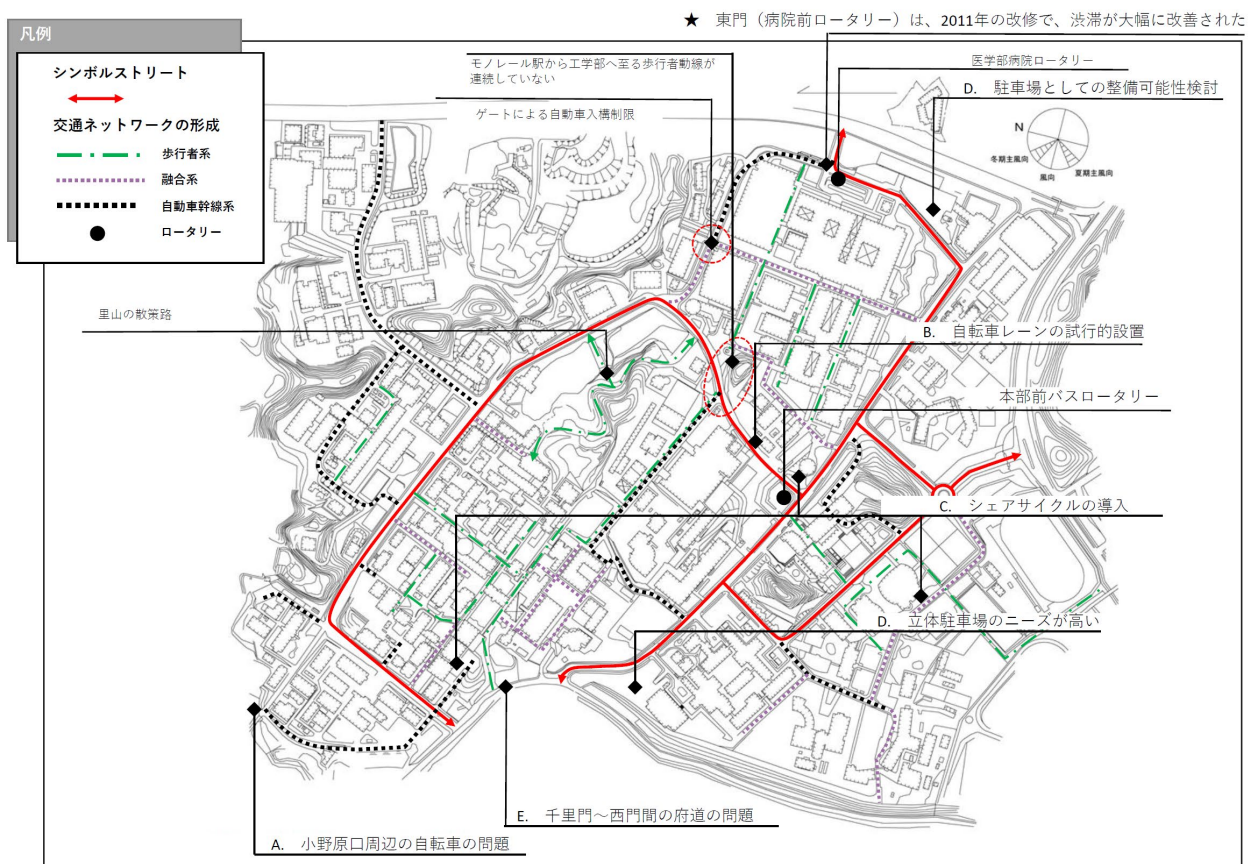 ★ 東門（病院前ロータリー）は、2011年の改修で、渋滞が大幅に改善された
凡例
シンボルストリート
交通ネットワークの形成
歩行者系
融合系
自動車幹線系
ロータリー
モノレール駅から工学部へ至る歩行者動線が
連続していない
ゲートによる自動車入構制限
医学部病院ロータリー
D. 駐車場としての整備可能性検討
N
冬期主風向
夏期主風向
風向
里山の散策路
B. 自転車レーンの試行的設置
本部前バスロータリー
C. シェアサイクルの導入
D. 立体駐車場のニーズが高い
E. 千里門～西門間の府道の問題
A. 小野原口周辺の自転車の問題